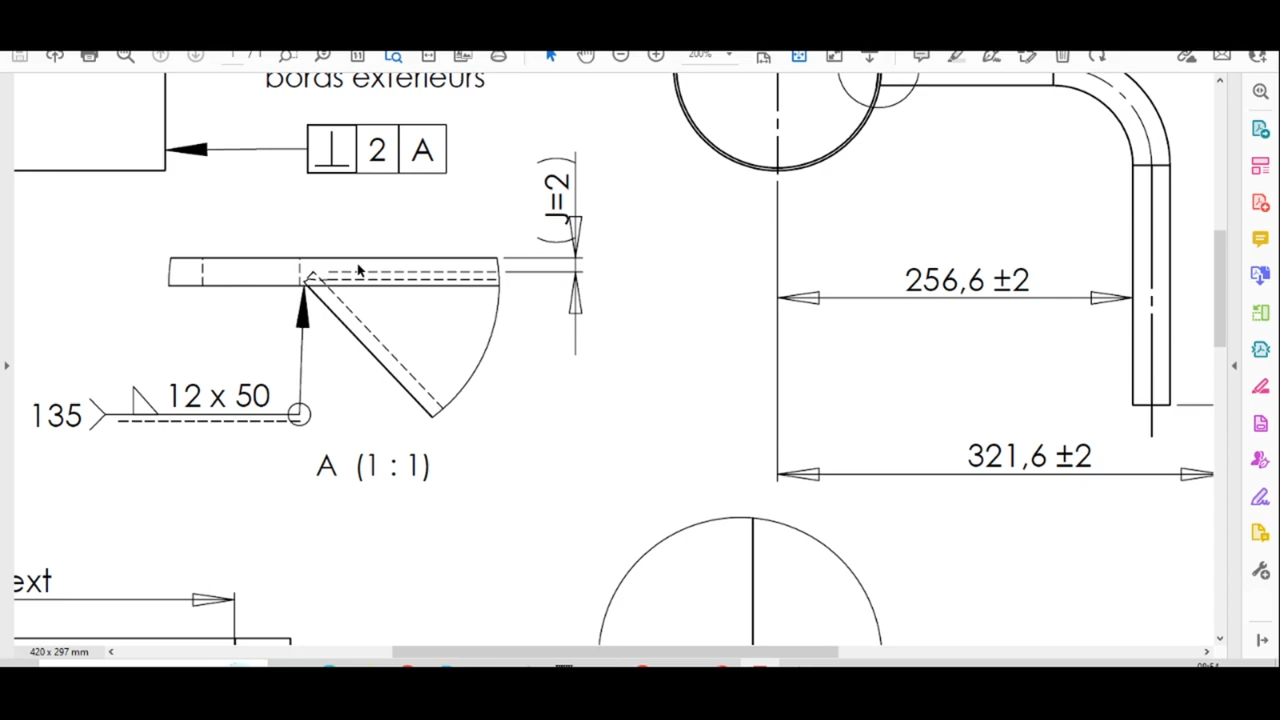 200%
bords extérieurs
2 A
(j=2)
256,6 ±2
12 x 50
135
321,6 ±2
A (1 : 1)
ext
420 x 297 mm